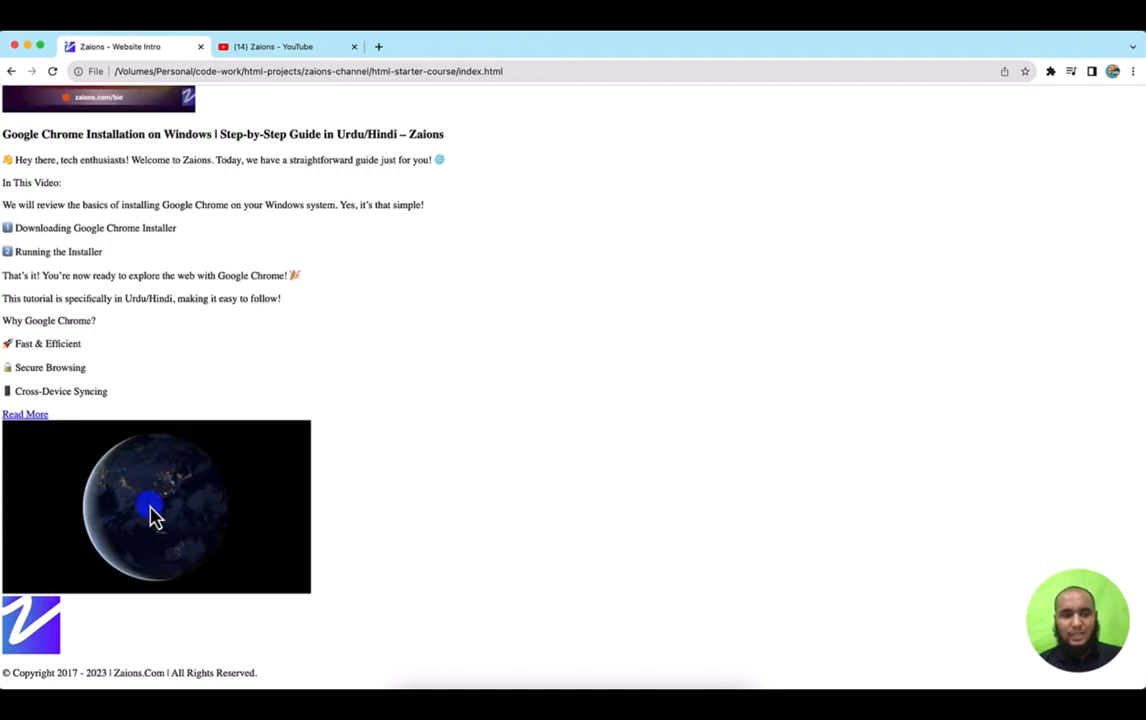 Zaions - Website Intro
(14) Zaions - YouTube
File
/Volumes/Personal/code-work/html-projects/zaions-channel/html-starter-course/index.html
zaions.com/bio
Google Chrome Installation on Windows | Step-by-Step Guide in Urdu/Hindi – Zaions
👋 Hey there, tech enthusiasts! Welcome to Zaions. Today, we have a straightforward guide just for you! 🌐
In This Video:
We will review the basics of installing Google Chrome on your Windows system. Yes, it’s that simple!
1️⃣ Downloading Google Chrome Installer
2️⃣ Running the Installer
That’s it! You’re now ready to explore the web with Google Chrome! 🎉
This tutorial is specifically in Urdu/Hindi, making it easy to follow!
Why Google Chrome?
🚀 Fast & Efficient
🔒 Secure Browsing
📱 Cross-Device Syncing
Read More
© Copyright 2017 - 2023 | Zaions.Com | All Rights Reserved.